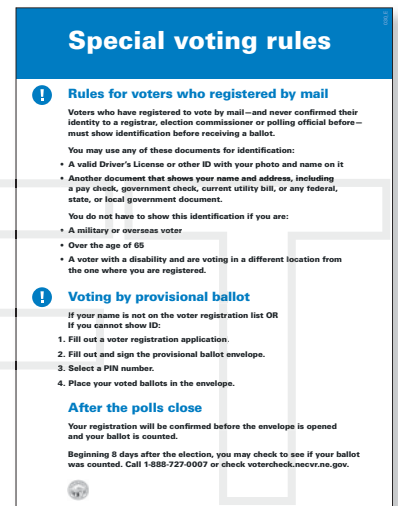 Special voting rules
Rules for voters who registered by mail
Voters who have registered to vote by mail—and never confirmed their
identity to a registrar, election commissioner or polling official before—
must show identification before receiving a ballot.
You may use any of these documents for identification:
• A valid Driver's License or other ID with your photo and name on it
• Another document that shows your name and address, including
a pay check, government check, current utility bill, or any federal,
state, or local government document.
You do not have to show this identification if you are:
• A military or overseas voter
• Over the age of 65
• A voter with a disability and are voting in a different location from
the one where you are registered.
Voting by provisional ballot
If your name is not on the voter registration list OR
If you cannot show ID:
1. Fill out a voter registration application.
2. Fill out and sign the provisional ballot envelope.
3. Select a PIN number.
4. Place your voted ballots in the envelope.
After the polls close
Your registration will be confirmed before the envelope is opened
and your ballot is counted.
Beginning 8 days after the election, you may check to see if your ballot
was counted. Call 1-888-727-0007 or check votercheck.necvr.ne.gov.